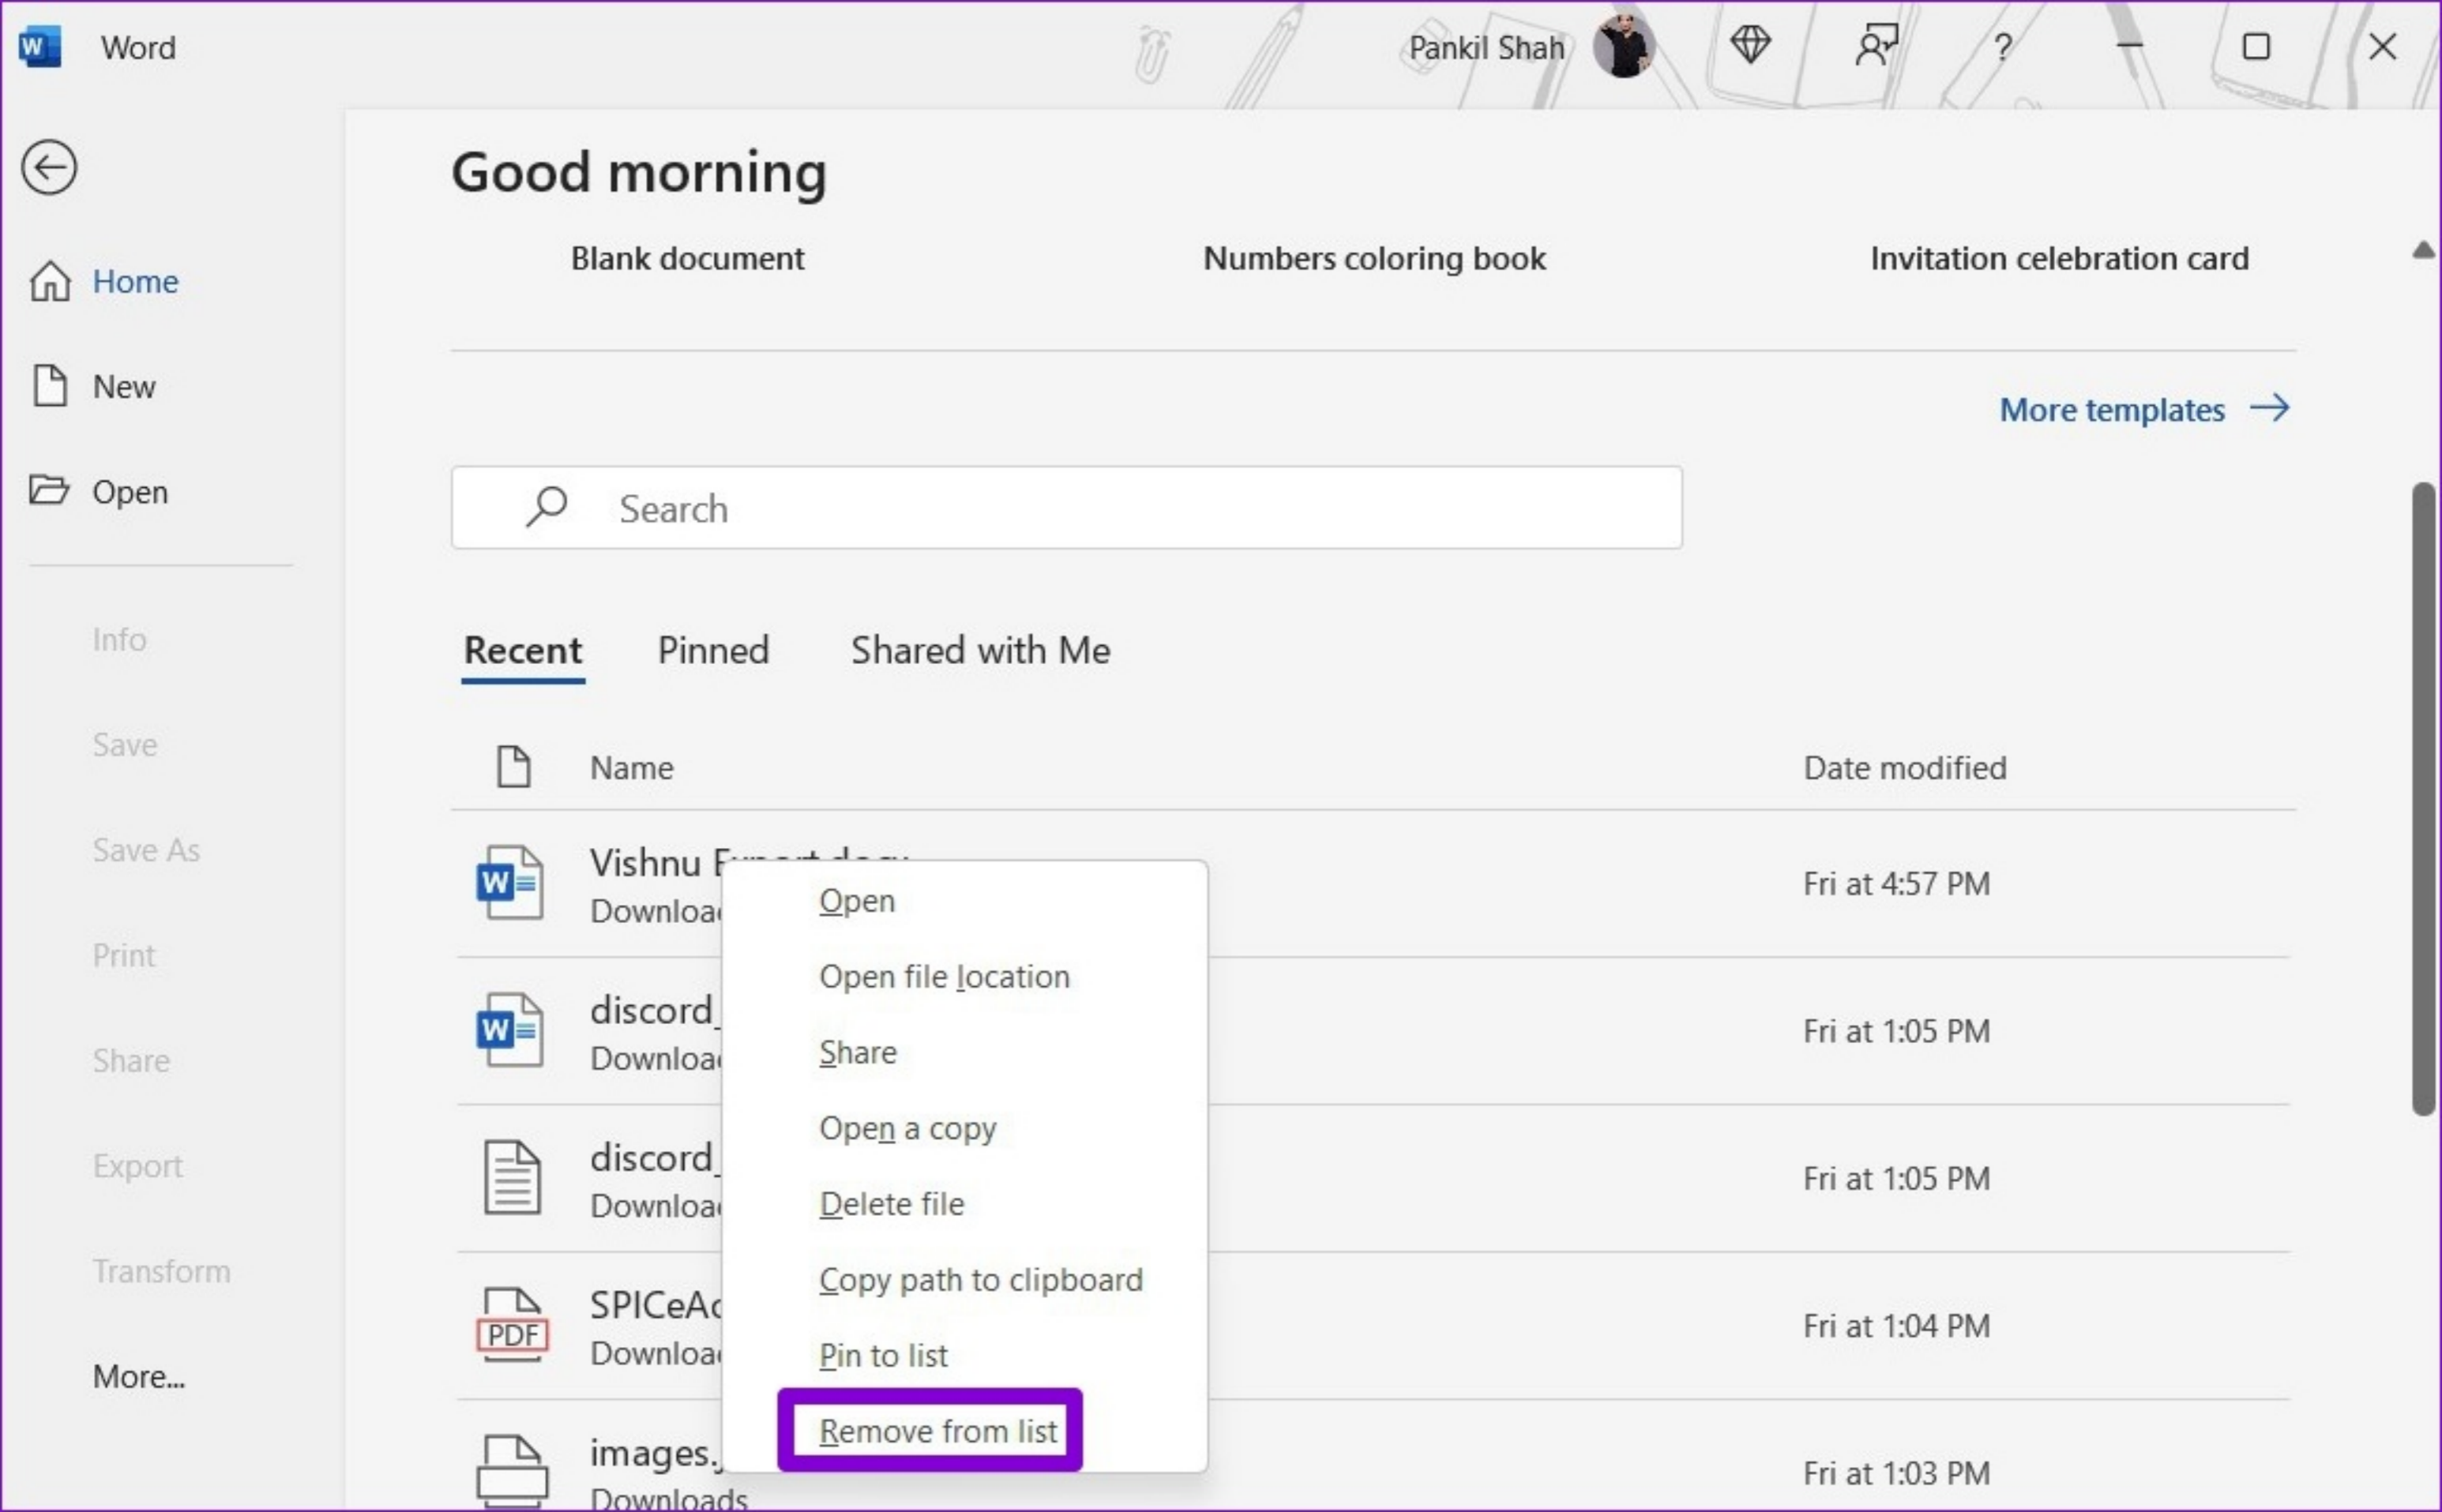 Word
Pankil Shah
Good morning
Blank document
Numbers coloring book
Invitation celebration card
Home
New
Open
More templates
Search
Info
Save
Save As
Print
Share
Export
Transform
More...
Recent
Pinned
Shared with Me
Name
Date modified
Vishnu Export.docx
Fri at 4:57 PM
discord_
Fri at 1:05 PM
discord_
Fri at 1:05 PM
PDF
Fri at 1:04 PM
images.
Downloads
Fri at 1:03 PM
Open
Open file location
Share
Open a copy
Delete file
Copy path to clipboard
Pin to list
Remove from list